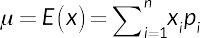 μ = E(x) = ∑ⁿᵢ₌₁ xᵢpᵢ